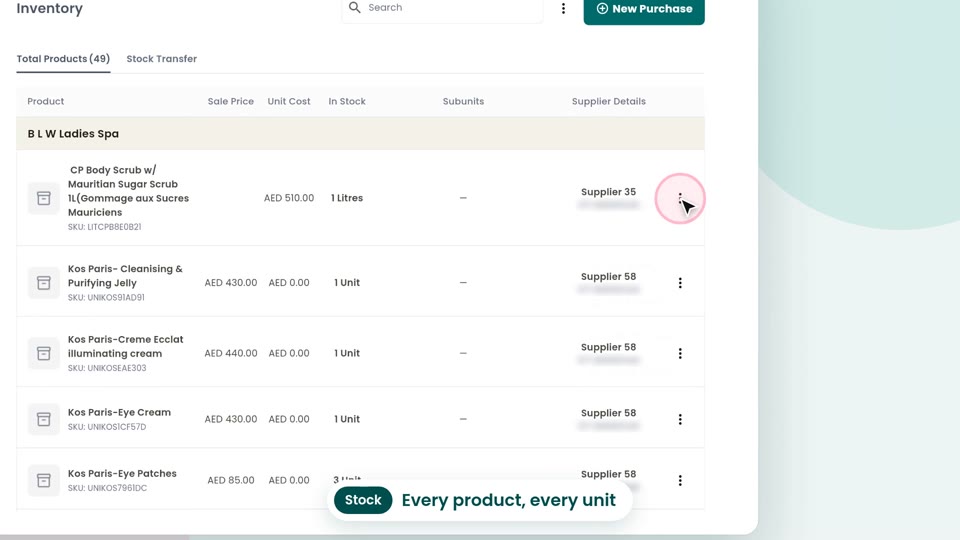 Inventory
Search
New Purchase
Total Products (49)
Stock Transfer
Product
Sale Price
Unit Cost
In Stock
Subunits
Supplier Details
B L W Ladies Spa
CP Body Scrub w/
Mauritian Sugar Scrub
1L(Gommage aux Sucres
Mauriciens
SKU: LITCPB8E0B21
AED 510.00
1 Litres
—
Supplier 35
Kos Paris- Cleanising &
Purifying Jelly
SKU: UNIKOS91AD91
AED 430.00
AED 0.00
1 Unit
—
Supplier 58
Kos Paris-Creme Ecclat
illuminating cream
SKU: UNIKOSEAE303
AED 440.00
AED 0.00
1 Unit
—
Supplier 58
Kos Paris-Eye Cream
SKU: UNIKOS1CF57D
AED 430.00
AED 0.00
1 Unit
—
Supplier 58
Kos Paris-Eye Patches
SKU: UNIKOS7961DC
AED 85.00
AED 0.00
3 Unit
Supplier 58
Stock
Every product, every unit